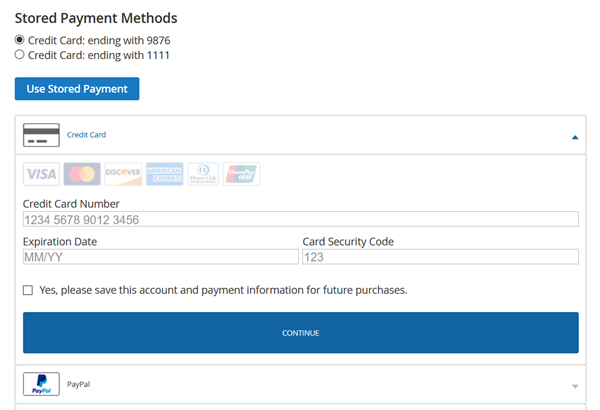 Stored Payment Methods
Credit Card: ending with 9876
Credit Card: ending with 1111
Use Stored Payment
Credit Card
VISA DISCOVER AMERICAN EXPRESS Diners Club INTERNATIONAL UnionPay
Credit Card Number
1234 5678 9012 3456
Expiration Date Card Security Code
MM/YY 123
Yes, please save this account and payment information for future purchases.
CONTINUE
PayPal PayPal